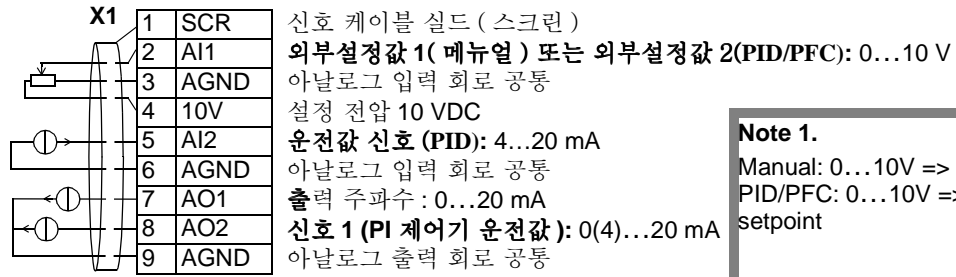 X1
1 SCR 신호 케이블 실드 ( 스크린 )
2 AI1 외부설정값 1( 메뉴얼 ) 또는 외부설정값 2(PID/PFC): 0…10 V
3 AGND 아날로그 입력 회로 공통
4 10V 설정 전압 10 VDC
5 AI2 운전값 신호 (PID): 4…20 mA
6 AGND 아날로그 입력 회로 공통
7 AO1 출력 주파수 : 0…20 mA
8 AO2 신호 1 (PI 제어기 운전값 ): 0(4)…20 mA
9 AGND 아날로그 출력 회로 공통
Note 1.
Manual: 0…10V =>
PID/PFC: 0…10V =>
setpoint